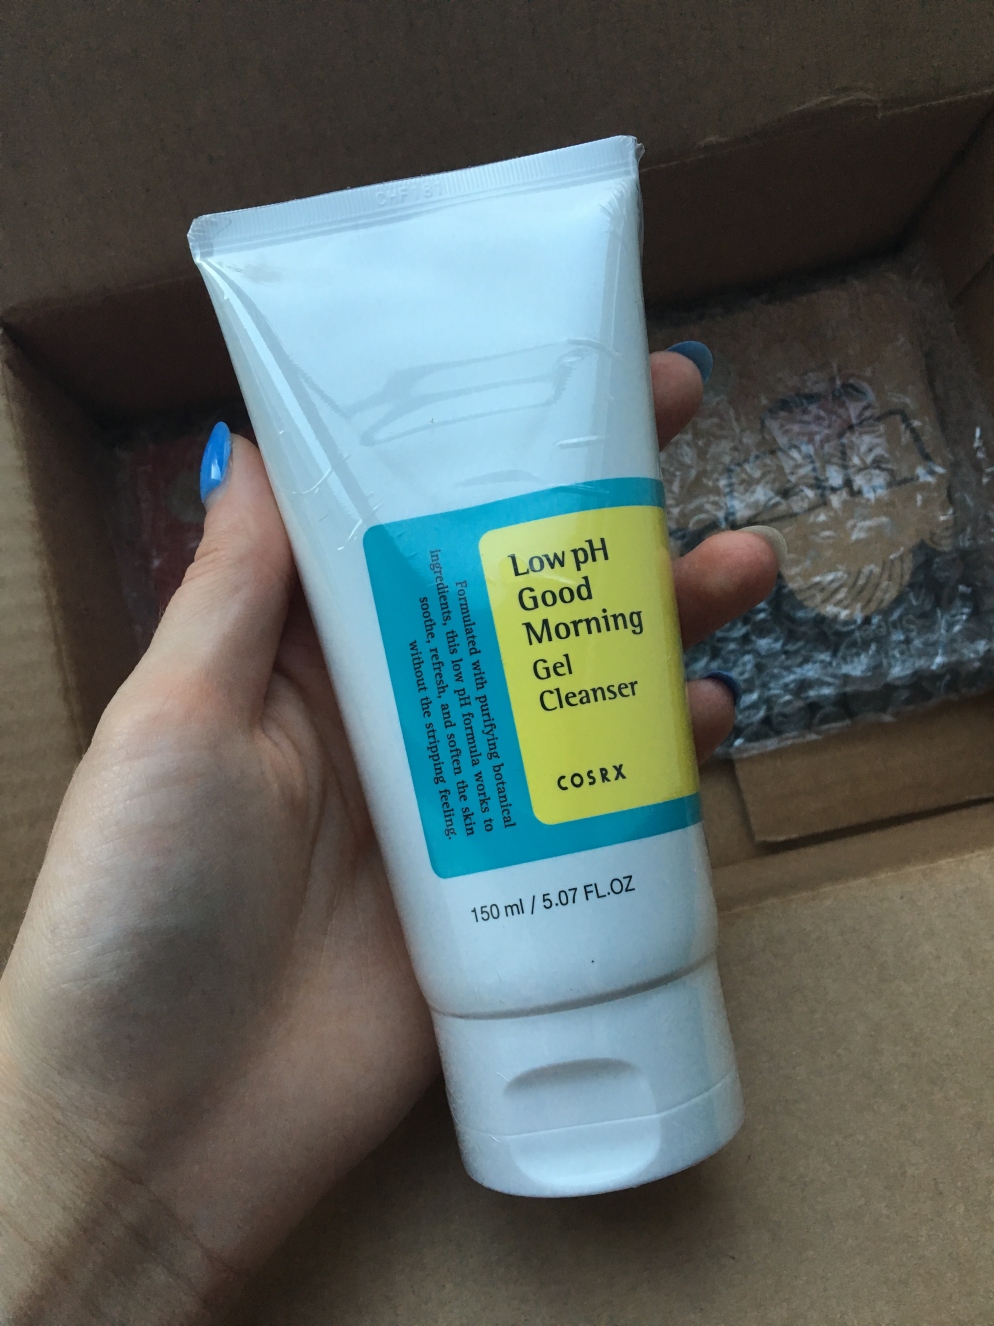 Low pH
Good
Morning
Gel
Cleanser
COSRX
Formulated with purifying botanical
ingredients, this low pH formula works to
soothe, refresh, and soften the skin
without the stripping feeling.
150 ml / 5.07 FL.OZ